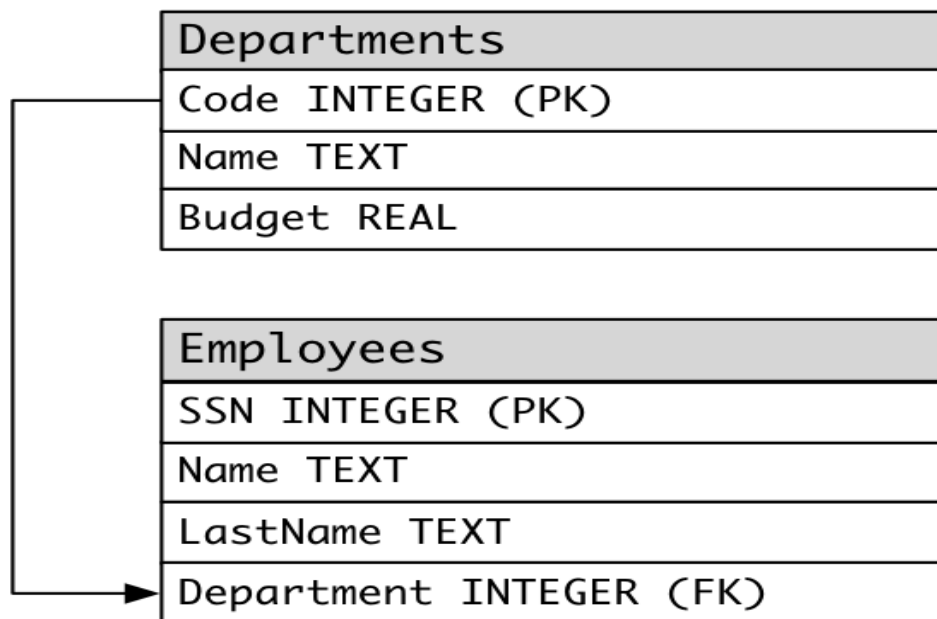 Departments
Code INTEGER (PK)
Name TEXT
Budget REAL
Employees
SSN INTEGER (PK)
Name TEXT
LastName TEXT
Department INTEGER (FK)